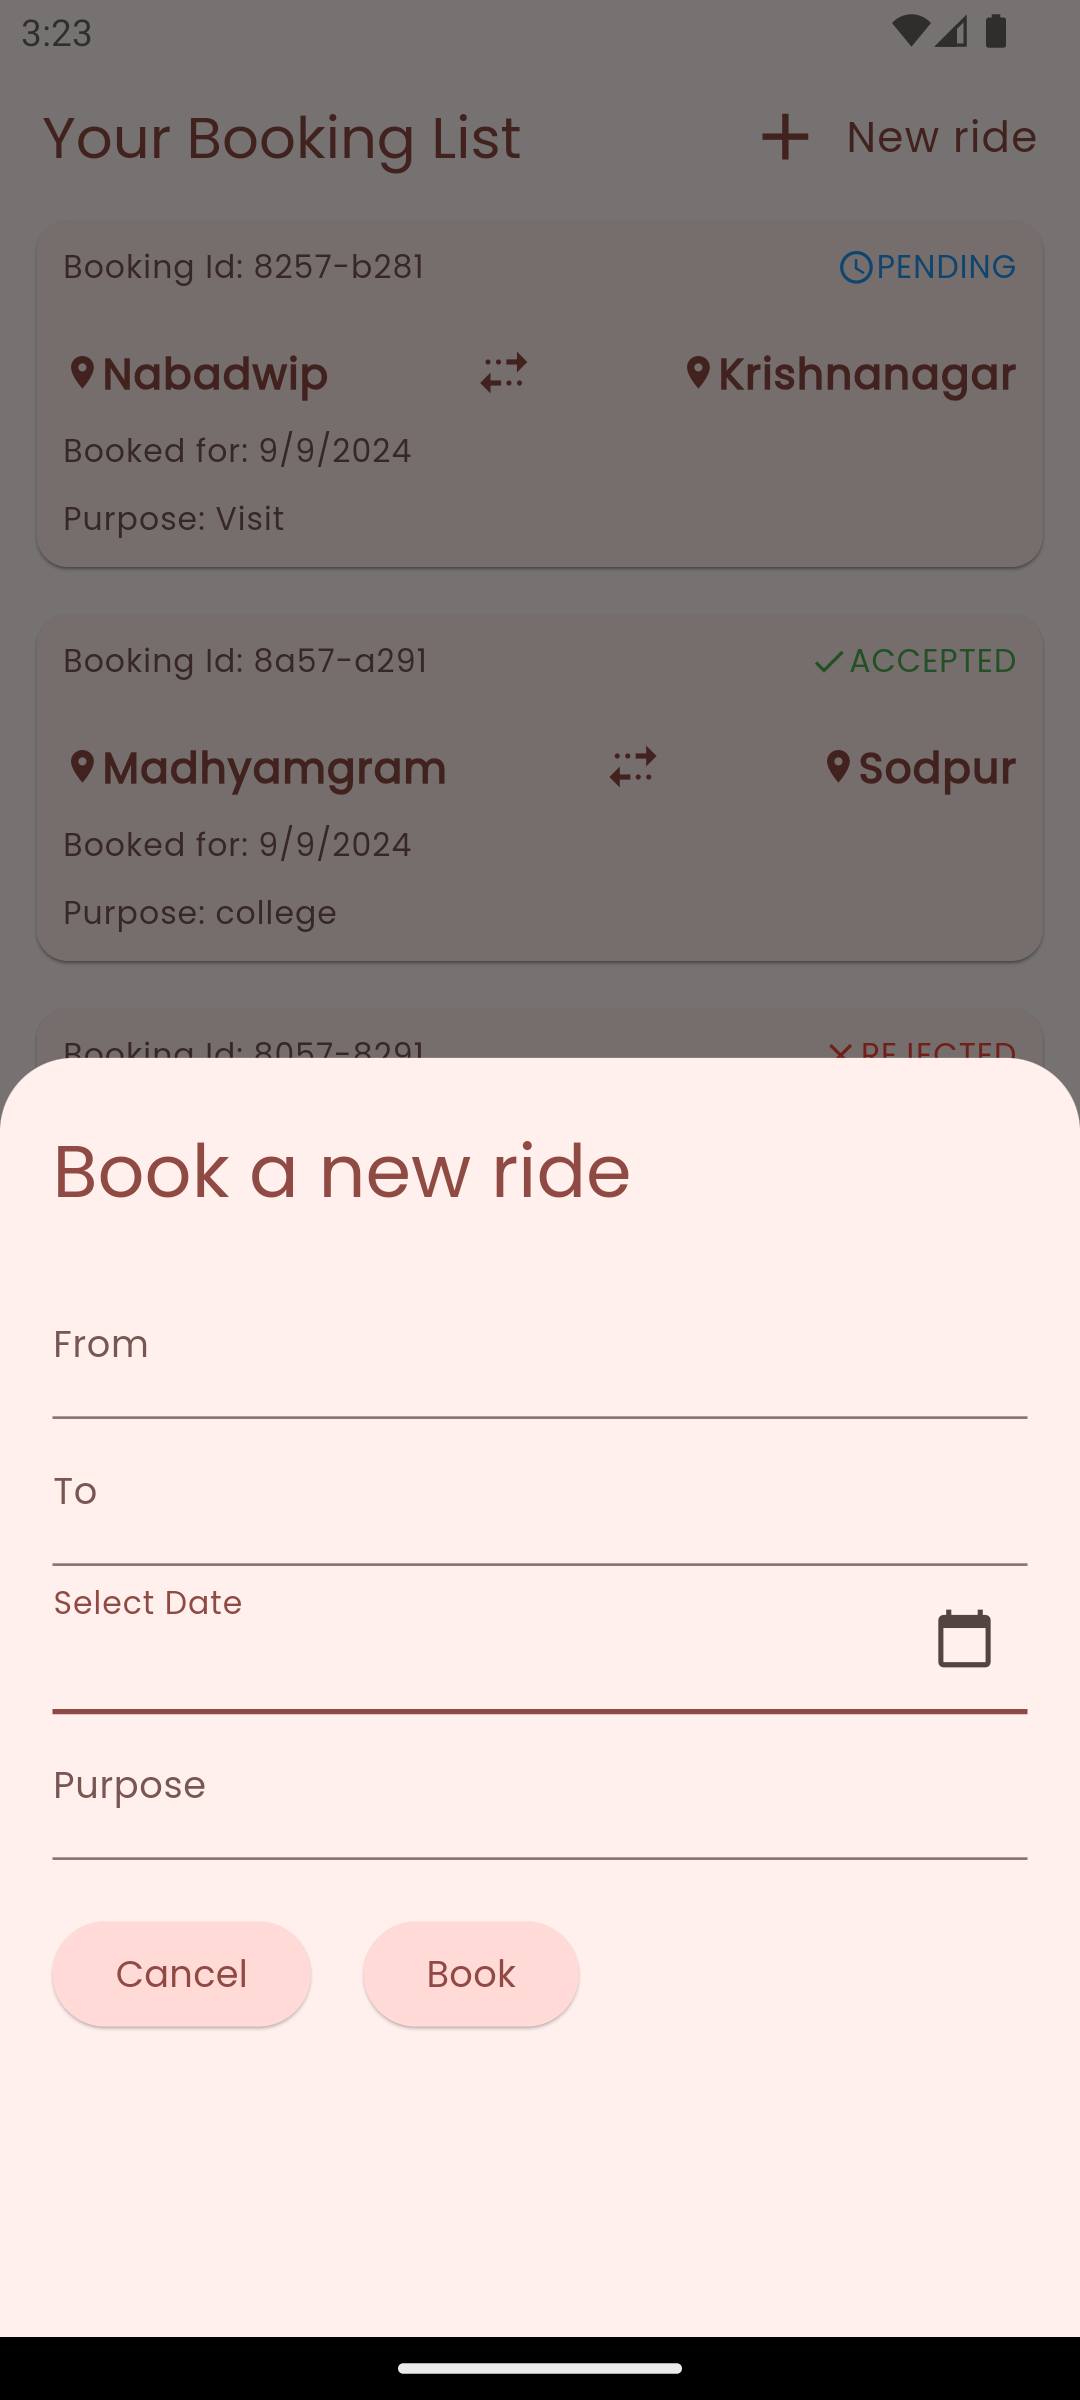 3:23
Your Booking List
New ride
Booking Id: 8257-b281
PENDING
Nabadwip
Krishnanagar
Booked for: 9/9/2024
Purpose: Visit
Booking Id: 8a57-a291
ACCEPTED
Madhyamgram
Sodpur
Booked for: 9/9/2024
Purpose: college
Booking Id: 8057-8291
REJECTED
Book a new ride
From
To
Select Date
Purpose
Cancel
Book